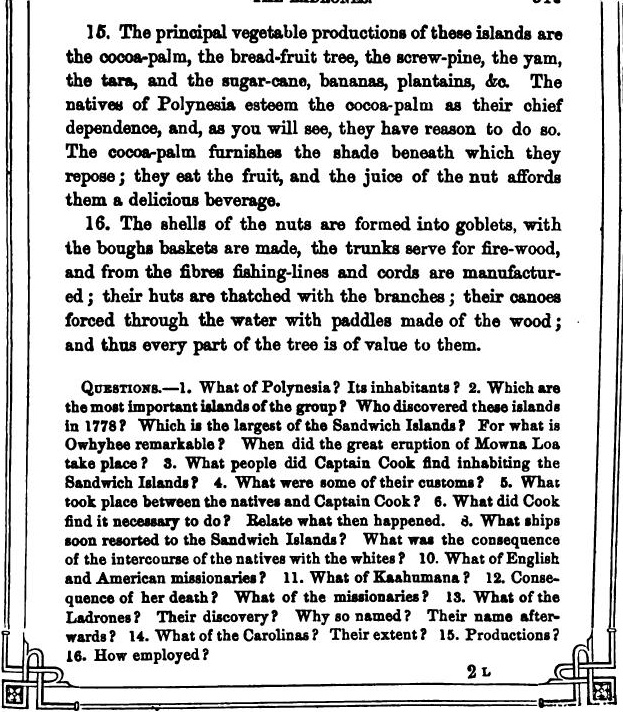 15. The principal vegetable productions of these islands are
the cocoa-palm, the bread-fruit tree, the screw-pine, the yam,
the tara, and the sugar-cane, bananas, plantains, &c. The
natives of Polynesia esteem the cocoa-palm as their chief
dependence, and, as you will see, they have reason to do so.
The cocoa-palm furnishes the shade beneath which they
repose; they eat the fruit, and the juice of the nut affords
them a delicious beverage.
16. The shells of the nuts are formed into goblets, with
the boughs baskets are made, the trunks serve for fire-wood,
and from the fibres fishing-lines and cords are manufactur-
ed; their huts are thatched with the branches; their canoes
forced through the water with paddles made of the wood;
and thus every part of the tree is of value to them.
QUESTIONS.—1. What of Polynesia? Its inhabitants? 2. Which are
the most important islands of the group? Who discovered these islands
in 1778? Which is the largest of the Sandwich Islands? For what is
Owhyhee remarkable? When did the great eruption of Mowna Loa
take place? 3. What people did Captain Cook find inhabiting the
Sandwich Islands? 4. What were some of their customs? 5. What
took place between the natives and Captain Cook? 6. What did Cook
find it necessary to do? Relate what then happened. 8. What ships
soon resorted to the Sandwich Islands? What was the consequence
of the intercourse of the natives with the whites? 10. What of English
and American missionaries? 11. What of Kaahumana? 12. Conse-
quence of her death? What of the missionaries? 13. What of the
Ladrones? Their discovery? Why so named? Their name after-
wards? 14. What of the Carolinas? Their extent? 15. Productions?
16. How employed?
2 L